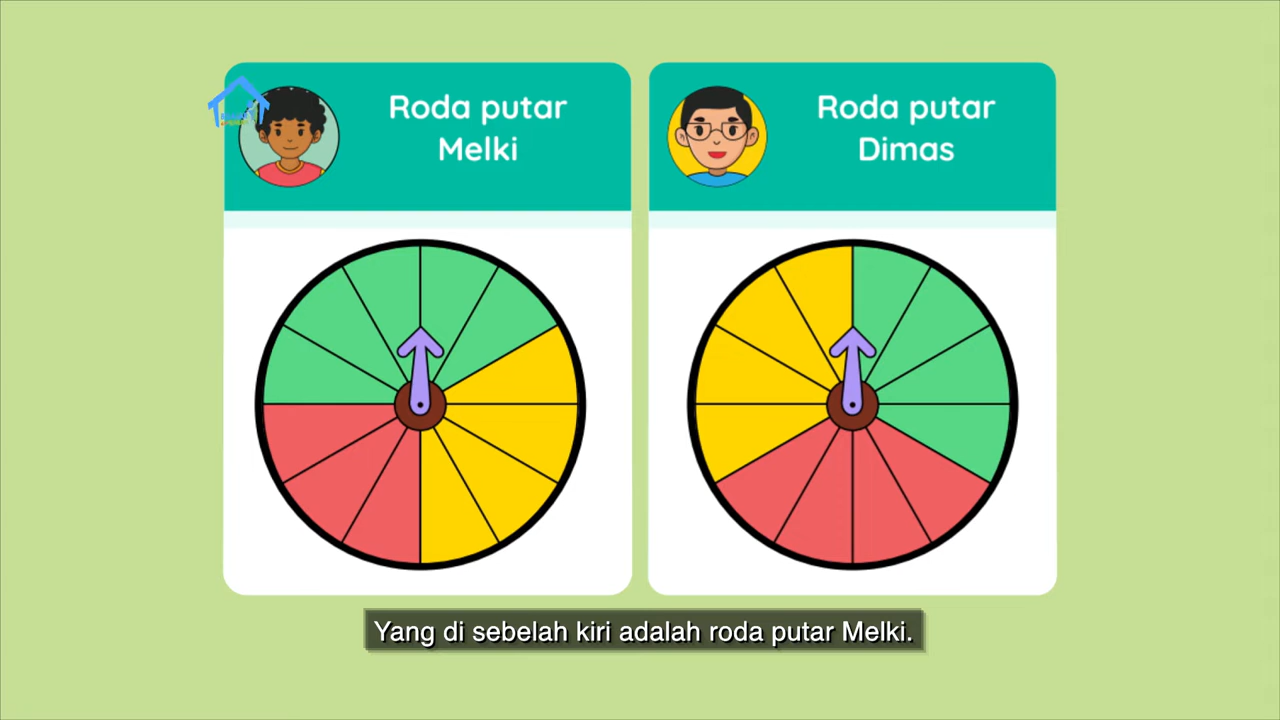 Roda putar
Melki
Roda putar
Dimas
Yang di sebelah kiri adalah roda putar Melki.